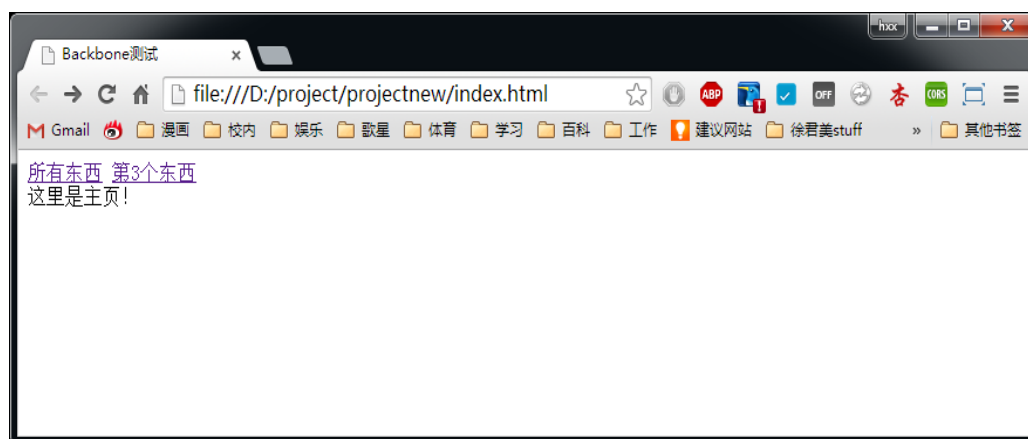 hxx
Backbone测试
file:///D:/project/projectnew/index.html ABP OFF 杏 CORS
Gmail 漫画 校内 娱乐 歌星 体育 学习 百科 工作 建议网站 徐君美stuff » 其他书签
所有东西 第3个东西
这里是主页!